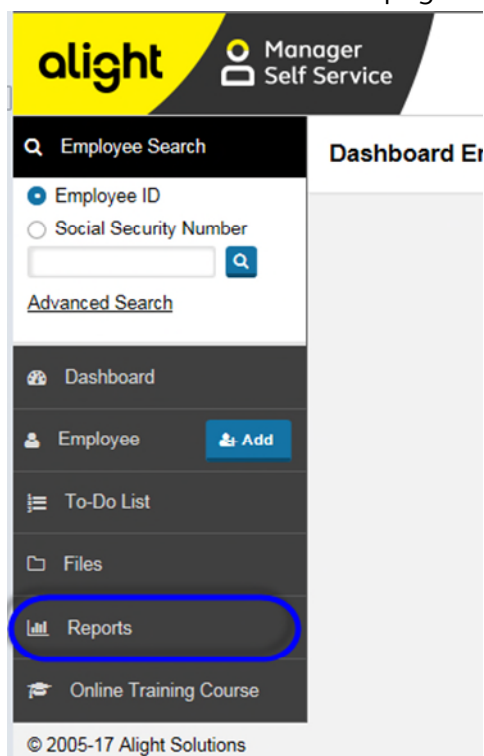 alight
Manager
Self Service
Employee Search
Dashboard
Employee ID
Social Security Number
Advanced Search
Dashboard
Employee
Add
To-Do List
Files
Reports
Online Training Course
© 2005-17 Alight Solutions